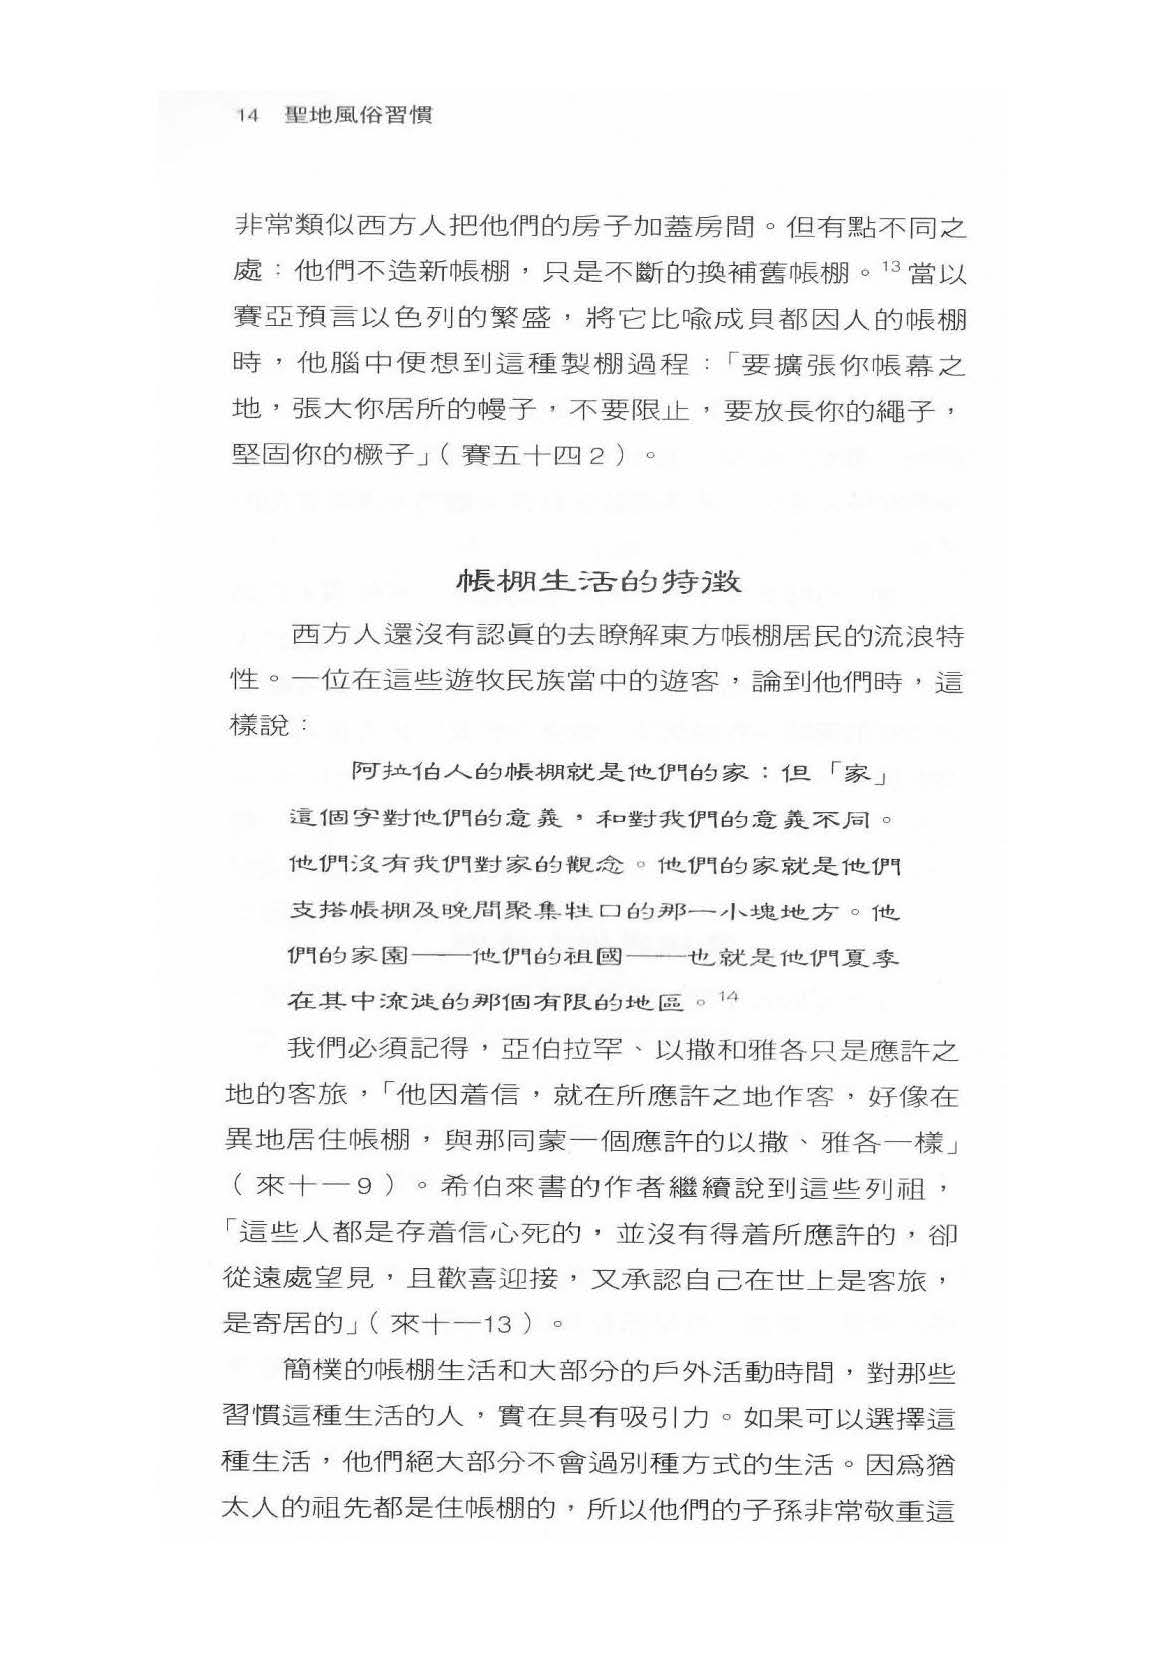 14 聖地風俗習慣
非常類似西方人把他們的房子加蓋房間。但有點不同之
處：他們不造新帳棚，只是不斷的換補舊帳棚。13當以
賽亞預言以色列的繁盛，將它比喩成貝都因人的帳棚
時，他腦中便想到這種製棚過程：「要擴張你帳幕之
地，張大你居所的幔子，不要限止，要放長你的繩子，
堅固你的橛子」（賽五十四2）。
帳棚生活的特徵
西方人還沒有認眞的去瞭解東方帳棚居民的流浪特
性。一位在這些遊牧民族當中的遊客，論到他們時，這
樣說：
阿拉伯人的帳棚就是他們的家：但「家」
這個字對他們的意義，和對我們的意義不同。
他們沒有我們對家的觀念。他們的家就是他們
支搭帳棚及晚間聚集牲口的那一小塊地方。他
們的家園——他們的祖國——也就是他們夏季
在其中流徙的那個有限的地區。14
我們必須記得，亞伯拉罕、以撒和雅各只是應許之
地的客旅，「他因着信，就在所應許之地作客，好像在
異地居住帳棚，與那同蒙一個應許的以撒、雅各一樣」
（來十一9）。希伯來書的作者繼續說到這些列祖，
「這些人都是存着信心死的，並沒有得着所應許的，卻
從遠處望見，且歡喜迎接，又承認自己在世上是客旅，
是寄居的」（來十一13）。
簡樸的帳棚生活和大部分的戶外活動時間，對那些
習慣這種生活的人，實在具有吸引力。如果可以選擇這
種生活，他們絕大部分不會過別種方式的生活。因爲猶
太人的祖先都是住帳棚的，所以他們的子孫非常敬重這